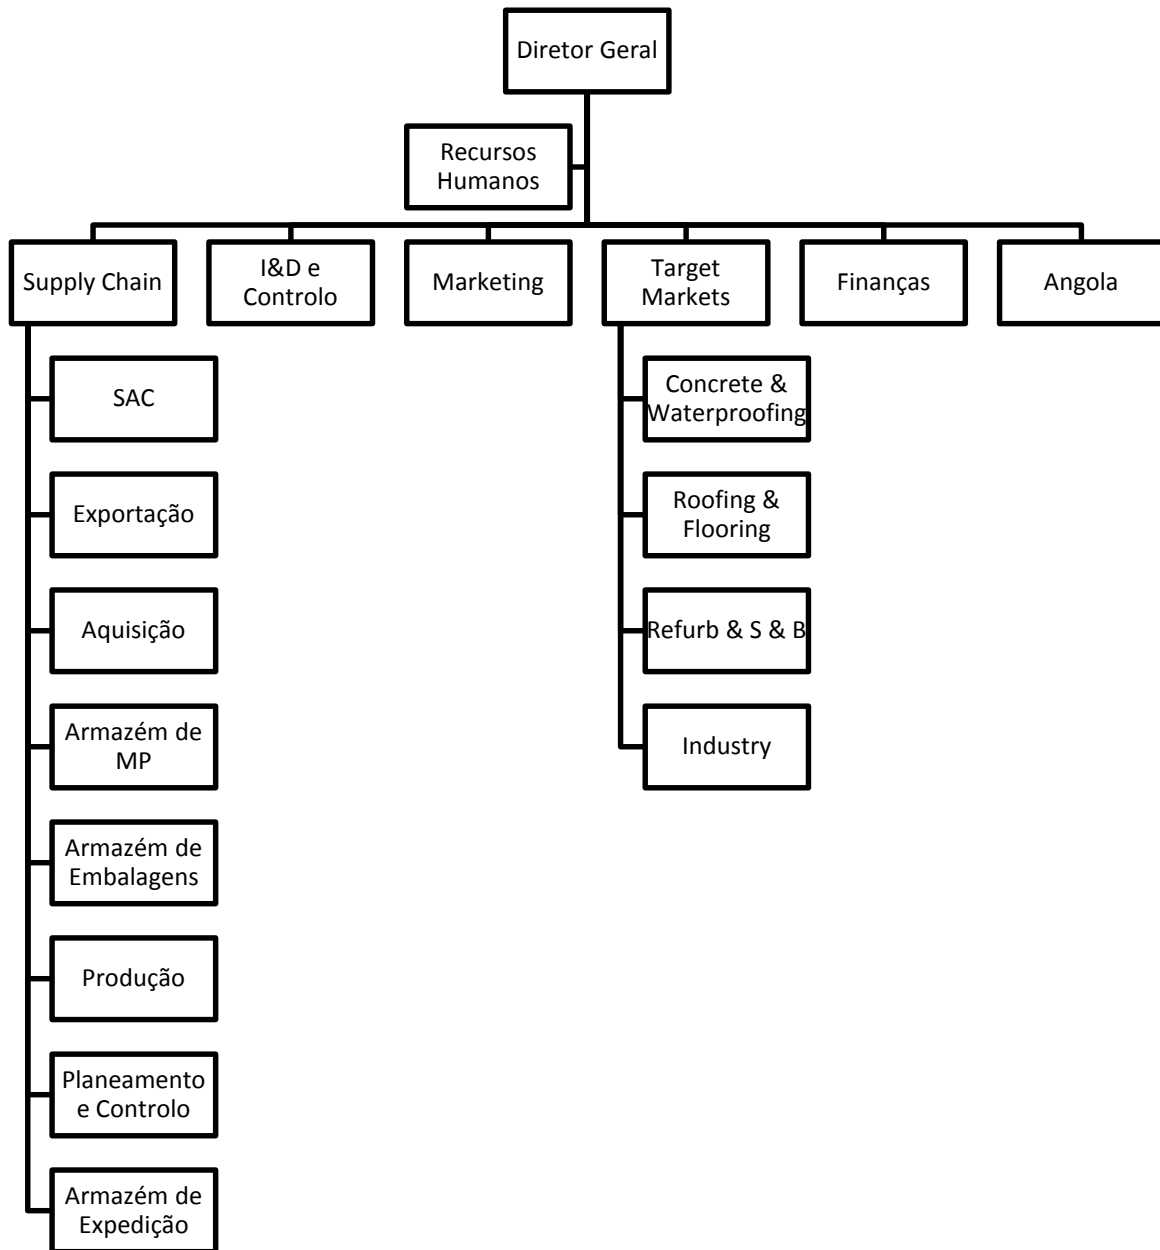 Diretor Geral
Recursos
Humanos
Supply Chain
I&D e
Controlo
Marketing
Target
Markets
Finanças
Angola
SAC
Exportação
Aquisição
Armazém de
MP
Armazém de
Embalagens
Produção
Planeamento
e Controlo
Armazém de
Expedição
Concrete &
Waterproofing
Roofing &
Flooring
Refurb & S & B
Industry